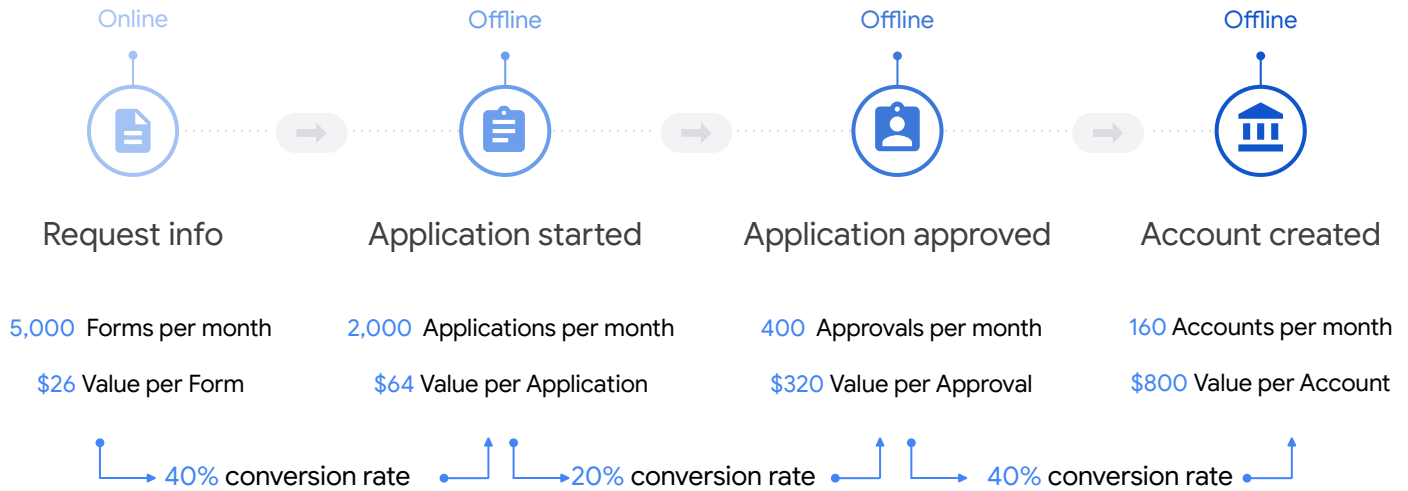 Online Offline Offline Offline
Request info Application started Application approved Account created
5,000 Forms per month 2,000 Applications per month 400 Approvals per month 160 Accounts per month
$26 Value per Form $64 Value per Application $320 Value per Approval $800 Value per Account
40% conversion rate 20% conversion rate 40% conversion rate